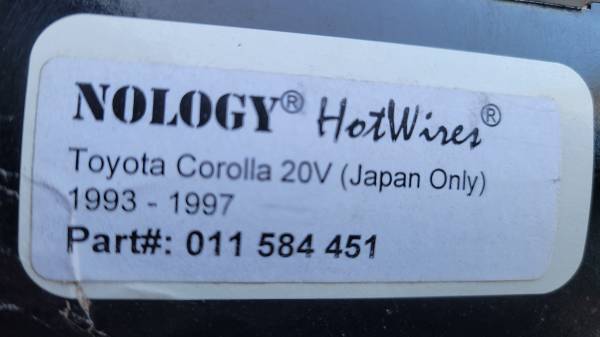 NOLOGY® HotWires®
Toyota Corolla 20V (Japan Only)
1993 - 1997
Part#: 011 584 451